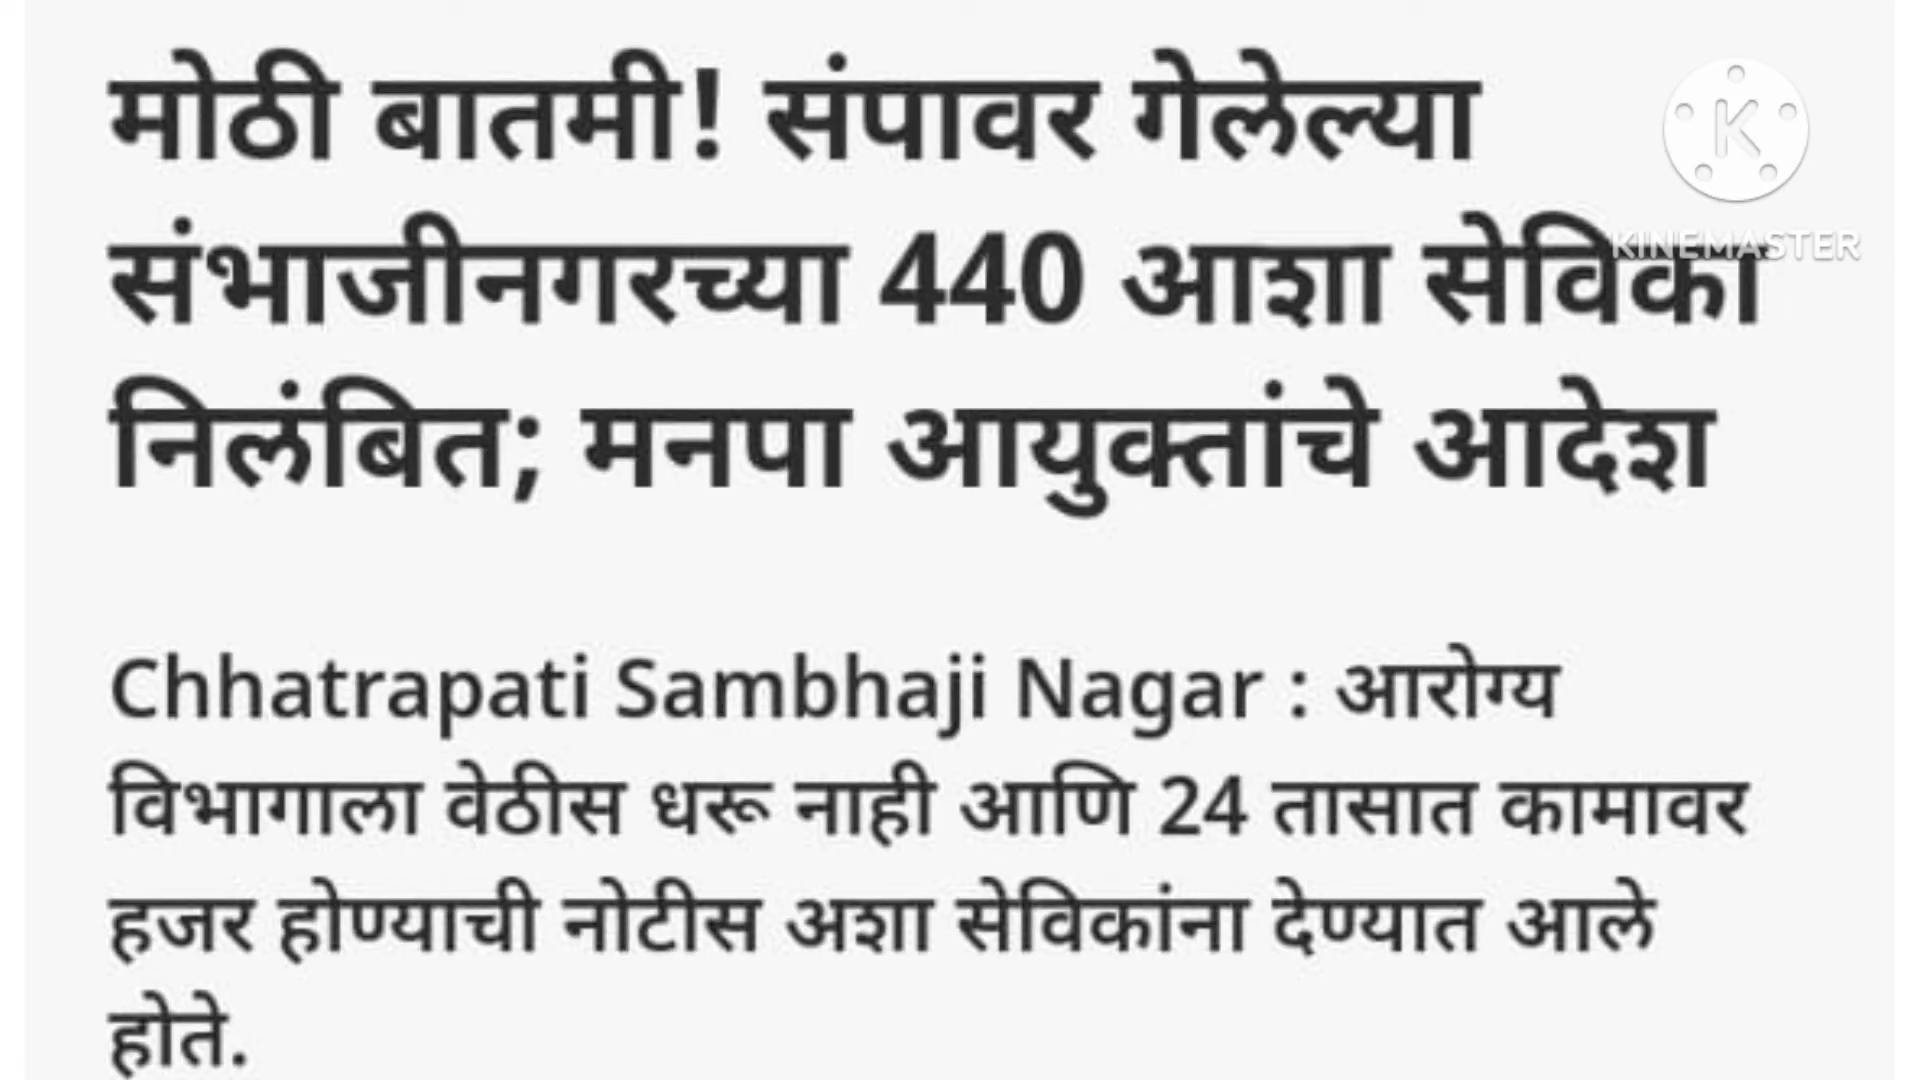 मोठी बातमी! संपावर गेलेल्या
संभाजीनगरच्या 440 आशा सेविका
निलंबित; मनपा आयुक्तांचे आदेश
Chhatrapati Sambhaji Nagar : आरोग्य
विभागाला वेठीस धरू नाही आणि 24 तासात कामावर
हजर होण्याची नोटीस अशा सेविकांना देण्यात आले
होते.
K
KINEMASTER